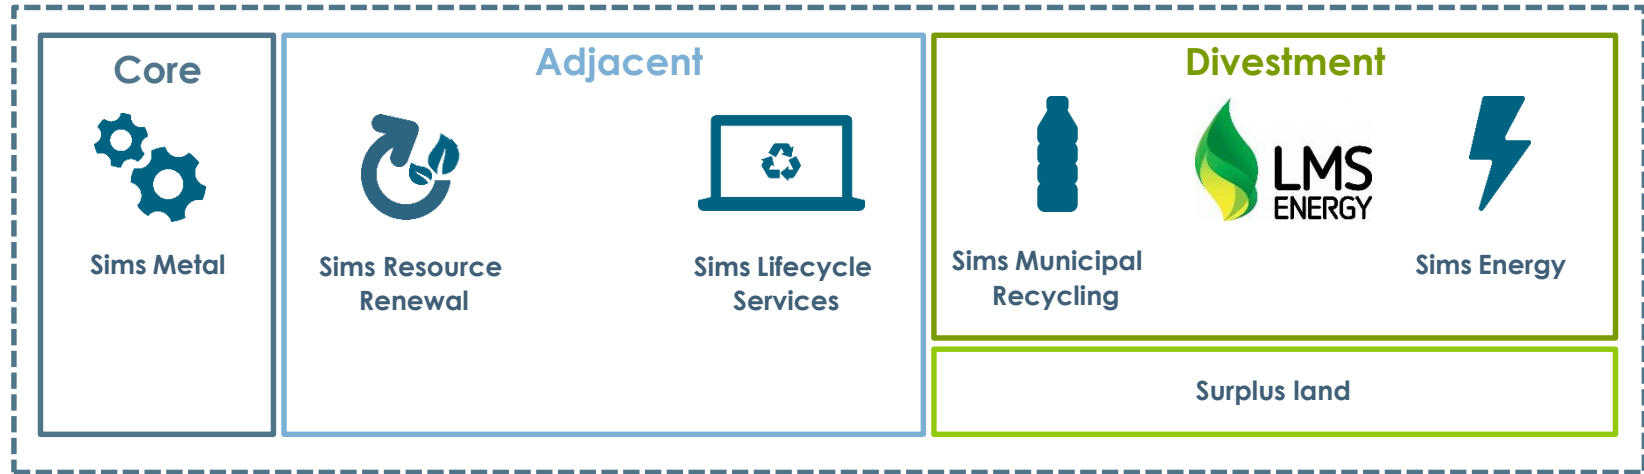 Core
Sims Metal
Adjacent
Sims Resource
Renewal
Sims Lifecycle
Services
Divestment
Sims Municipal
Recycling
LMS
ENERGY
Sims Energy
Surplus land